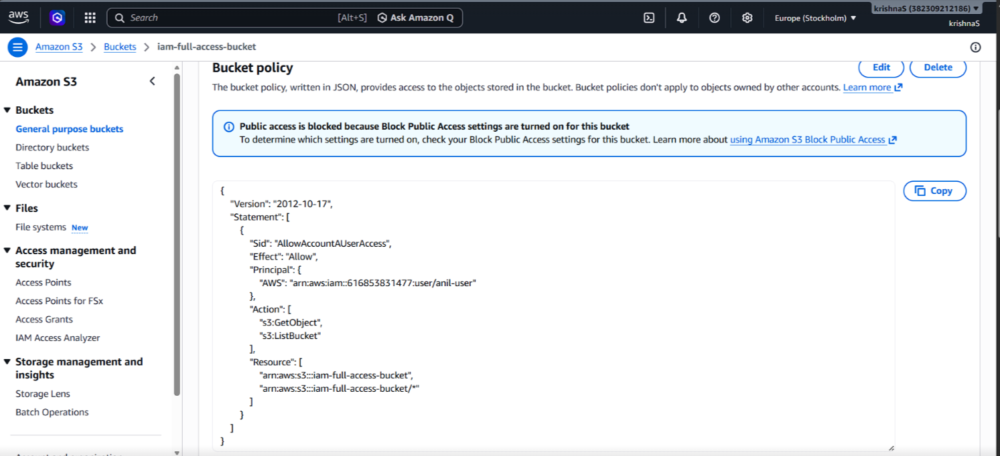 aws
Search
[Alt+S]
Ask Amazon Q
Europe (Stockholm)
krishnaS (382309212186)
krishnaS
Amazon S3
Buckets
iam-full-access-bucket
Amazon S3
Buckets
General purpose buckets
Directory buckets
Table buckets
Vector buckets
Files
File systems New
Access management and
security
Access Points
Access Points for FSx
Access Grants
IAM Access Analyzer
Storage management and
insights
Storage Lens
Batch Operations
Bucket policy
Edit
Delete
The bucket policy, written in JSON, provides access to the objects stored in the bucket. Bucket policies don't apply to objects owned by other accounts. Learn more
Public access is blocked because Block Public Access settings are turned on for this bucket
To determine which settings are turned on, check your Block Public Access settings for this bucket. Learn more about using Amazon S3 Block Public Access
Copy
{
"Version": "2012-10-17",
"Statement": [
{
"Sid": "AllowAccountAUserAccess",
"Effect": "Allow",
"Principal": {
"AWS": "arn:aws:iam::616853831477:user/anil-user"
},
"Action": [
"s3:GetObject",
"s3:ListBucket"
],
"Resource": [
"arn:aws:s3:::iam-full-access-bucket",
"arn:aws:s3:::iam-full-access-bucket/*"
]
}
]
}